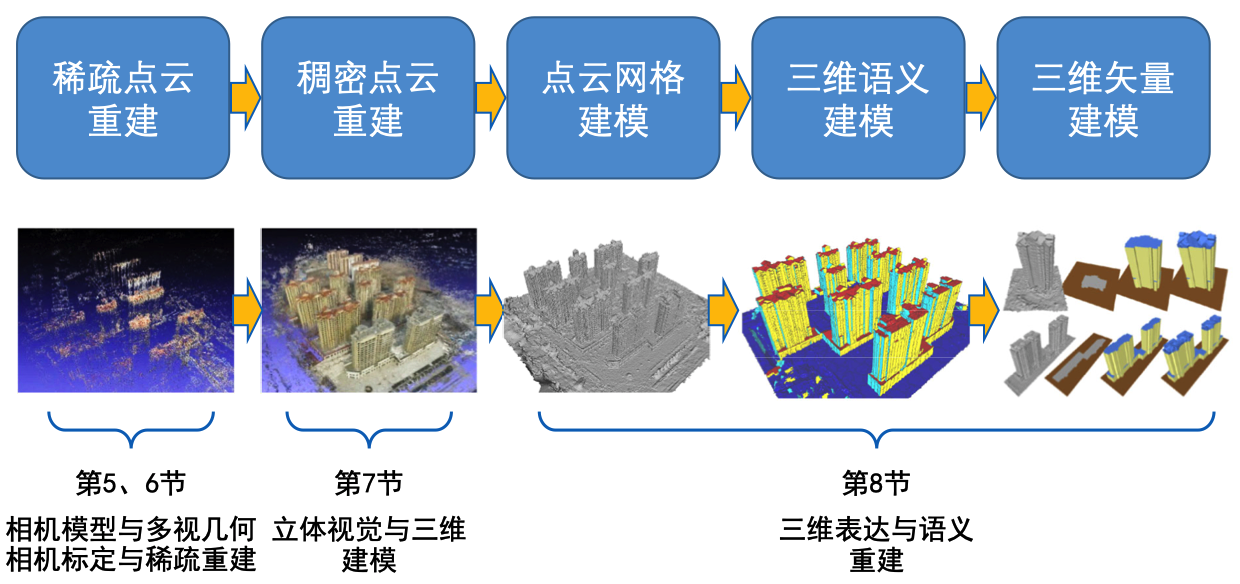 稀疏点云
重建
稠密点云
重建
点云网格
建模
三维语义
建模
三维矢量
建模
第5、6节
相机模型与多视几何
相机标定与稀疏重建
第7节
立体视觉与三维
建模
第8节
三维表达与语义
重建